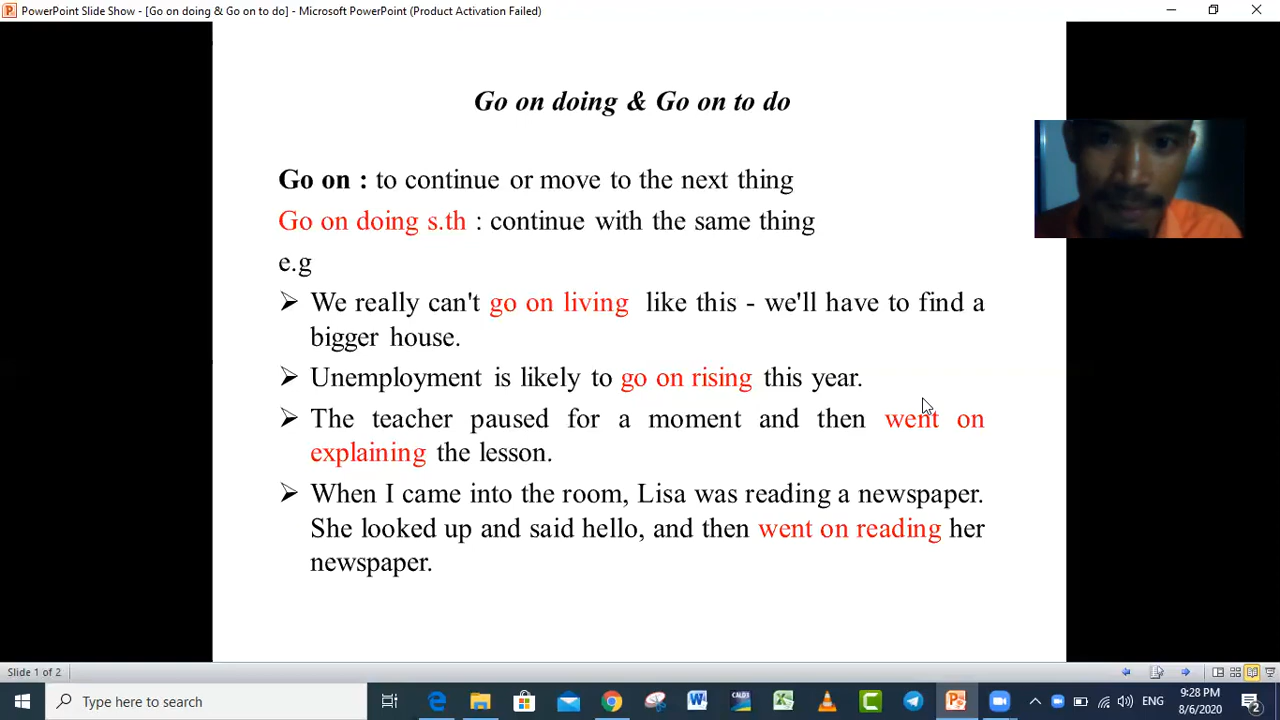 PowerPoint Slide Show - [Go on doing & Go on to do] - Microsoft PowerPoint (Product Activation Failed)
Go on doing & Go on to do
Go on : to continue or move to the next thing
Go on doing s.th : continue with the same thing
e.g
➢ We really can't go on living like this - we'll have to find a
bigger house.
➢ Unemployment is likely to go on rising this year.
➢ The teacher paused for a moment and then went on
explaining the lesson.
➢ When I came into the room, Lisa was reading a newspaper.
She looked up and said hello, and then went on reading her
newspaper.
Slide 1 of 2
Type here to search
CALD3
ENG
9:28 PM
8/6/2020
2